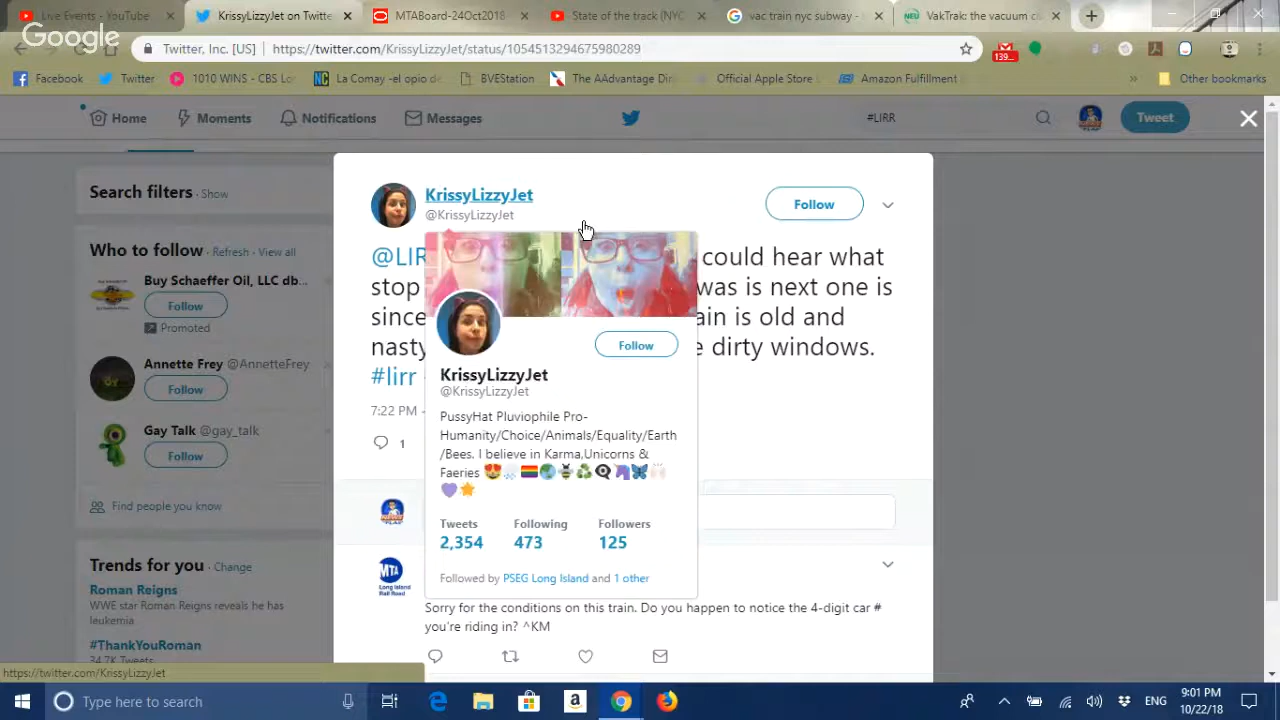 Live Events - YouTube
KrissyLizzyJet on Twitte
MTABoard-24Oct2018
State of the track (NYC
vac train nyc subway -
VakTrak: the vacuum cl
Google
Twitter, Inc. [US] | https://twitter.com/KrissyLizzyJet/status/1054513294675980289
139...
Facebook
Twitter
1010 WINS - CBS Lo
La Comay -el opio de
BVEStation
The AAdvantage Dir
Official Apple Store
Amazon Fulfillment
»
Other bookmarks
Home
Moments
Notifications
Messages
#LIRR
Tweet
Search filters · Show
Who to follow · Refresh · View all
Buy Schaeffer Oil, LLC db...
Follow
Promoted
Annette Frey @AnnetteFrey
Follow
Gay Talk @gay_talk
Follow
Find people you know
Trends for you · Change
Roman Reigns
WWE star Roman Reigns reveals he has
leukemia
#ThankYouRoman
34.7K Tweets
KrissyLizzyJet
@KrissyLizzyJet
Follow
@LIR could hear what
stop was is next one is
since ain is old and
nasty e dirty windows.
#lirr
7:22 PM -
1
Follow
KrissyLizzyJet
@KrissyLizzyJet
PussyHat Pluviophile Pro-
Humanity/Choice/Animals/Equality/Earth
/Bees. I believe in Karma,Unicorns &
Faeries 😍🌧️🏳️‍🌈🌎🐝♻️👁️‍🗨️🦄🦋🙌🏻
💜🌟
Tweets Following Followers
2,354 473 125
Followed by PSEG Long Island and 1 other
MTA
Long Island
Rail Road
Sorry for the conditions on this train. Do you happen to notice the 4-digit car #
you're riding in? ^KM
https://twitter.com/KrissyLizzyJet
Type here to search
ENG
9:01 PM
10/22/18